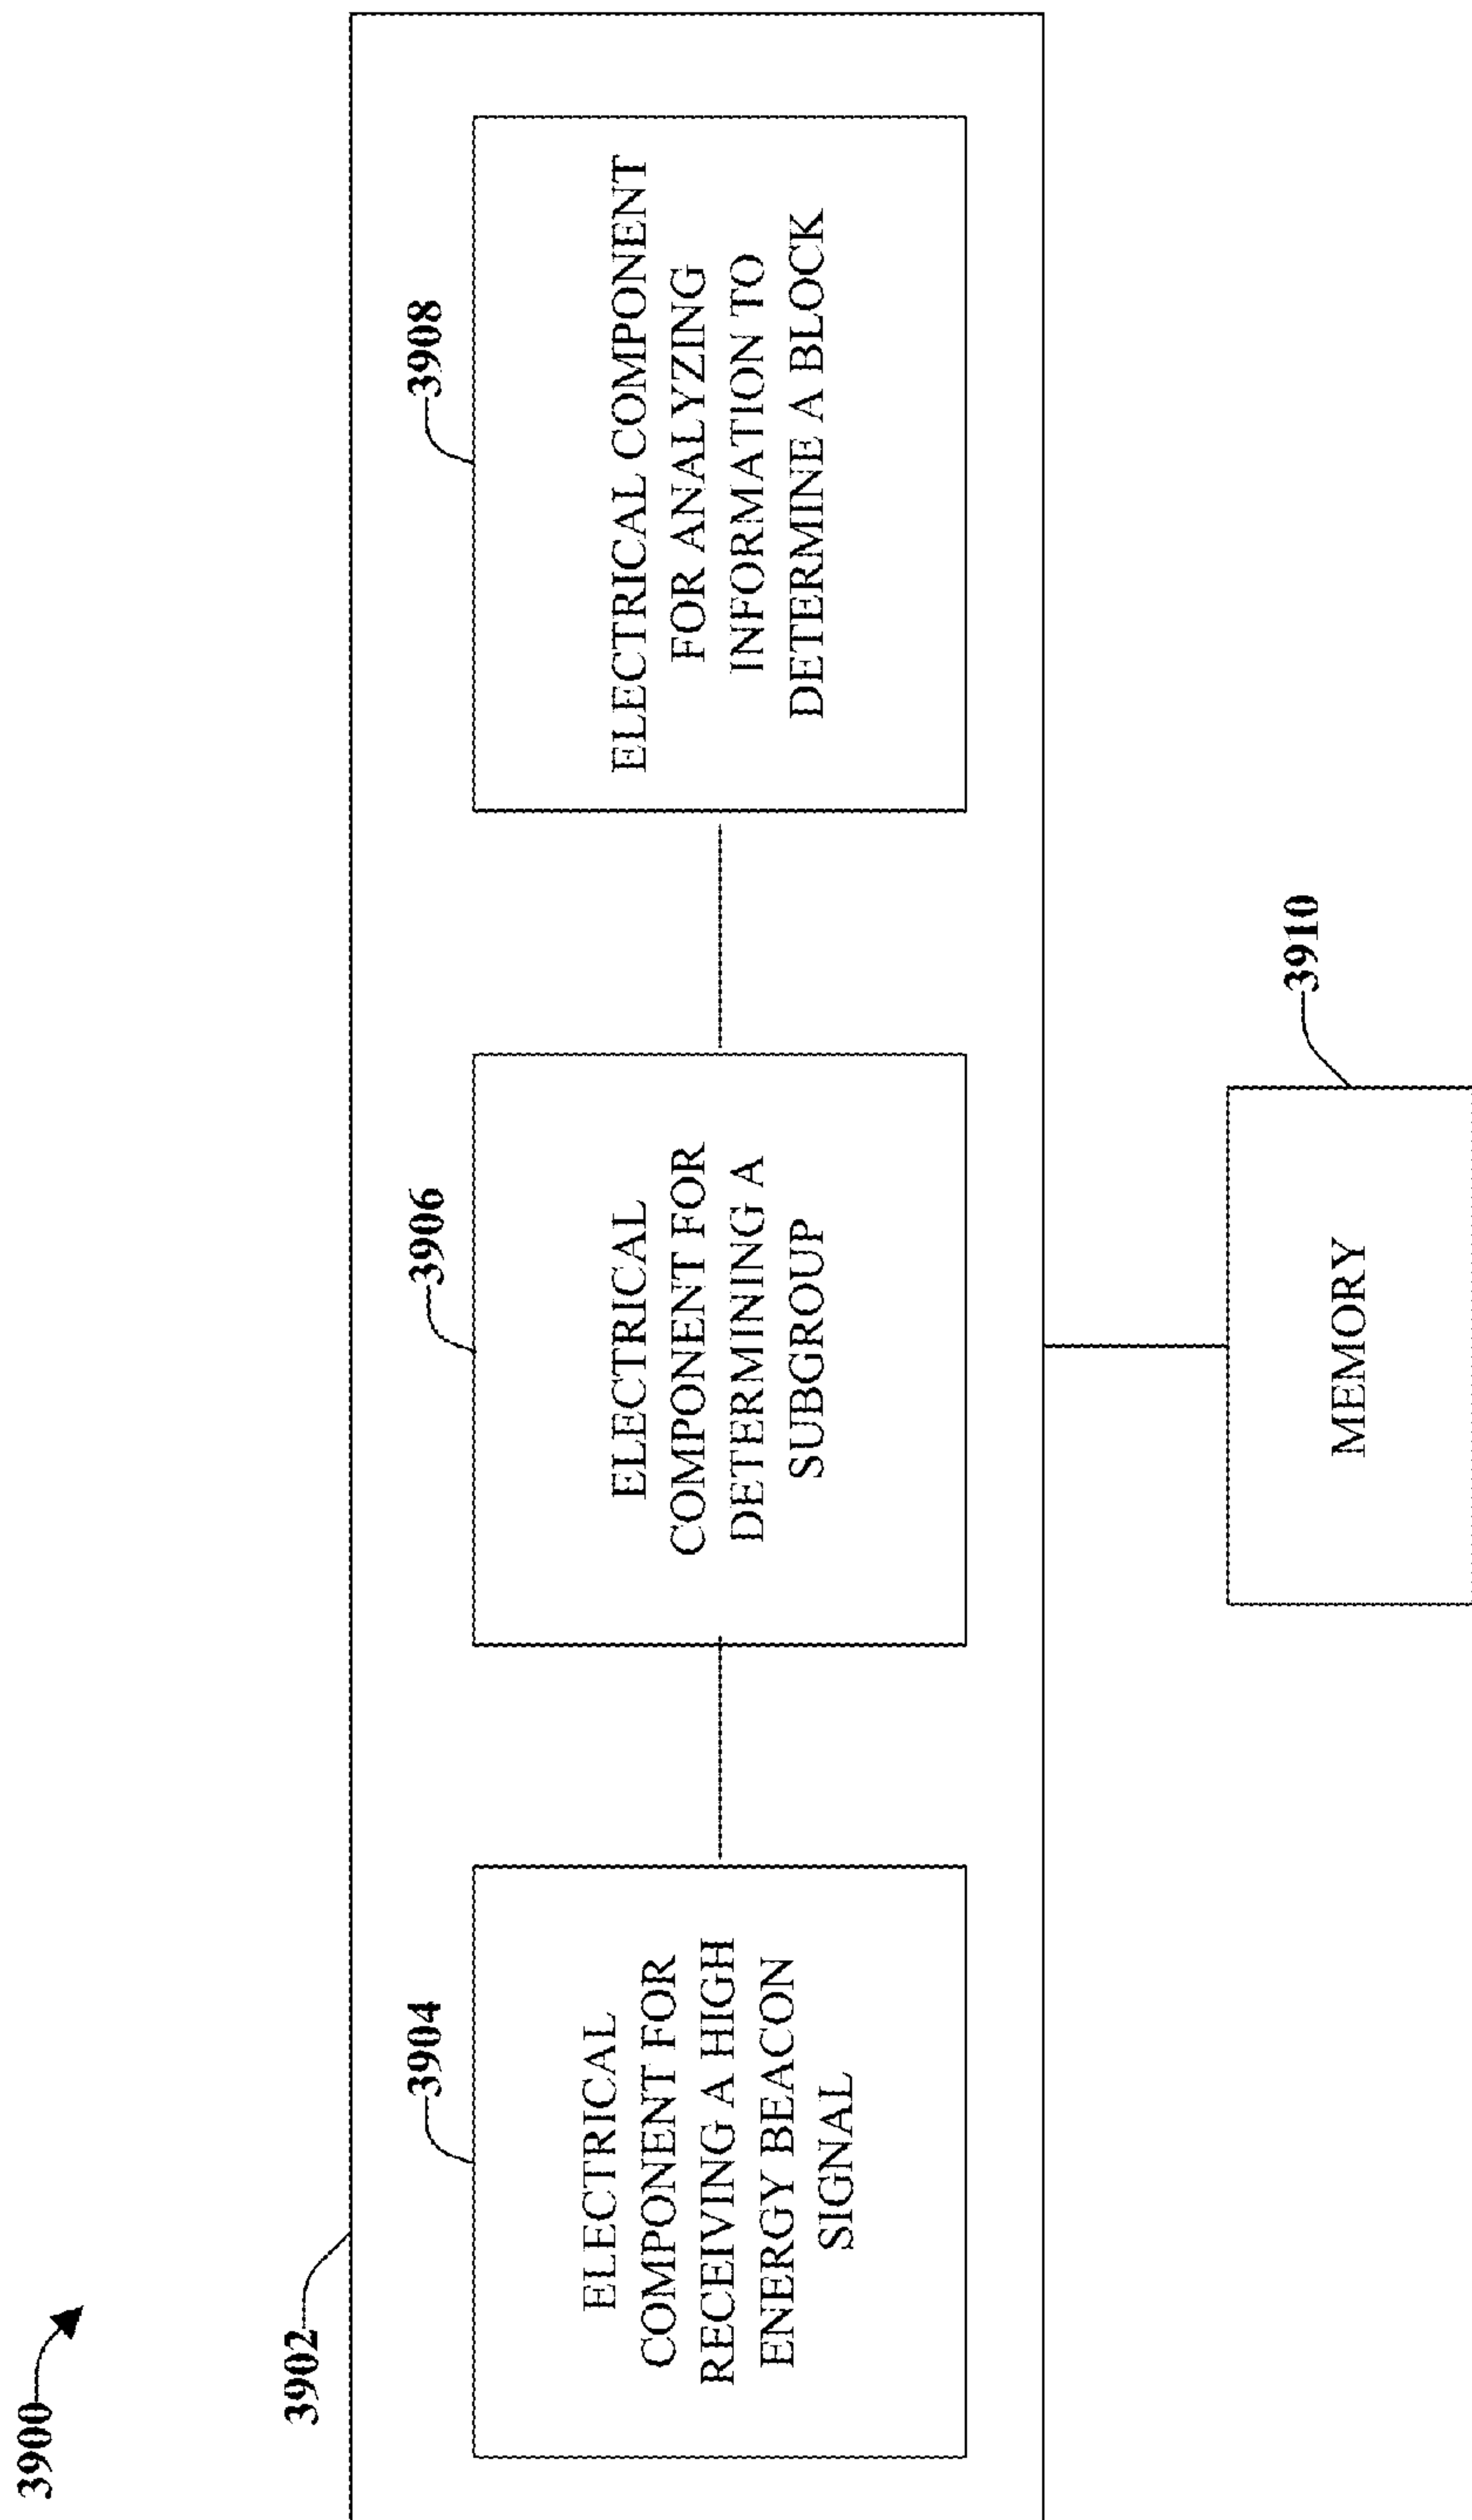 3900
3902
3904
ELECTRICAL
COMPONENT FOR
RECEIVING A HIGH
ENERGY BEACON
SIGNAL
3906
ELECTRICAL
COMPONENT FOR
DETERMINING A
SUBGROUP
3908
ELECTRICAL COMPONENT
FOR ANALYZING
INFORMATION TO
DETERMINE A BLOCK
3910
MEMORY